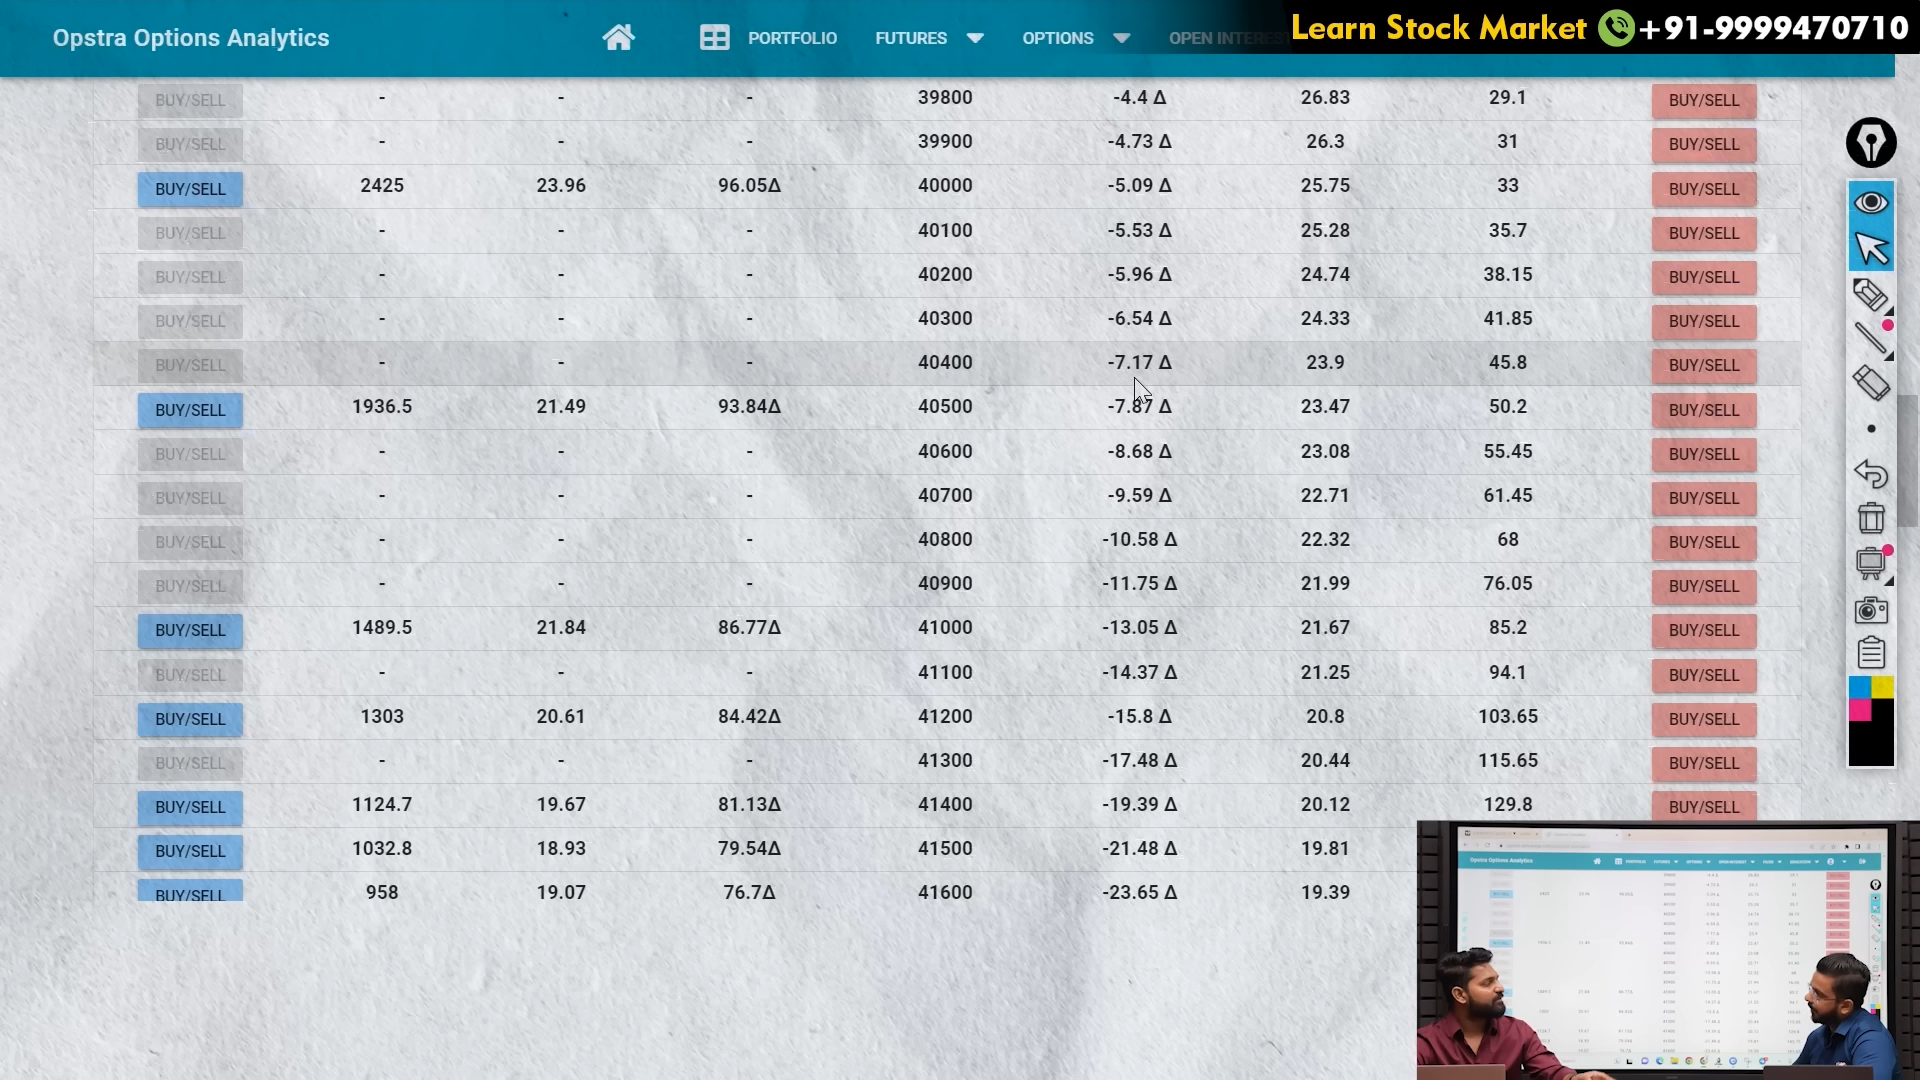 Opstra Options Analytics PORTFOLIO FUTURES OPTIONS OPEN INTEREST
Learn Stock Market +91-9999470710
BUY/SELL - - - 39800 -4.4 Δ 26.83 29.1 BUY/SELL
BUY/SELL - - - 39900 -4.73 Δ 26.3 31 BUY/SELL
BUY/SELL 2425 23.96 96.05Δ 40000 -5.09 Δ 25.75 33 BUY/SELL
BUY/SELL - - - 40100 -5.53 Δ 25.28 35.7 BUY/SELL
BUY/SELL - - - 40200 -5.96 Δ 24.74 38.15 BUY/SELL
BUY/SELL - - - 40300 -6.54 Δ 24.33 41.85 BUY/SELL
BUY/SELL - - - 40400 -7.17 Δ 23.9 45.8 BUY/SELL
BUY/SELL 1936.5 21.49 93.84Δ 40500 -7.87 Δ 23.47 50.2 BUY/SELL
BUY/SELL - - - 40600 -8.68 Δ 23.08 55.45 BUY/SELL
BUY/SELL - - - 40700 -9.59 Δ 22.71 61.45 BUY/SELL
BUY/SELL - - - 40800 -10.58 Δ 22.32 68 BUY/SELL
BUY/SELL - - - 40900 -11.75 Δ 21.99 76.05 BUY/SELL
BUY/SELL 1489.5 21.84 86.77Δ 41000 -13.05 Δ 21.67 85.2 BUY/SELL
BUY/SELL - - - 41100 -14.37 Δ 21.25 94.1 BUY/SELL
BUY/SELL 1303 20.61 84.42Δ 41200 -15.8 Δ 20.8 103.65 BUY/SELL
BUY/SELL - - - 41300 -17.48 Δ 20.44 115.65 BUY/SELL
BUY/SELL 1124.7 19.67 81.13Δ 41400 -19.39 Δ 20.12 129.8 BUY/SELL
BUY/SELL 1032.8 18.93 79.54Δ 41500 -21.48 Δ 19.81
BUY/SELL 958 19.07 76.7Δ 41600 -23.65 Δ 19.39
Opstra Options Analytics